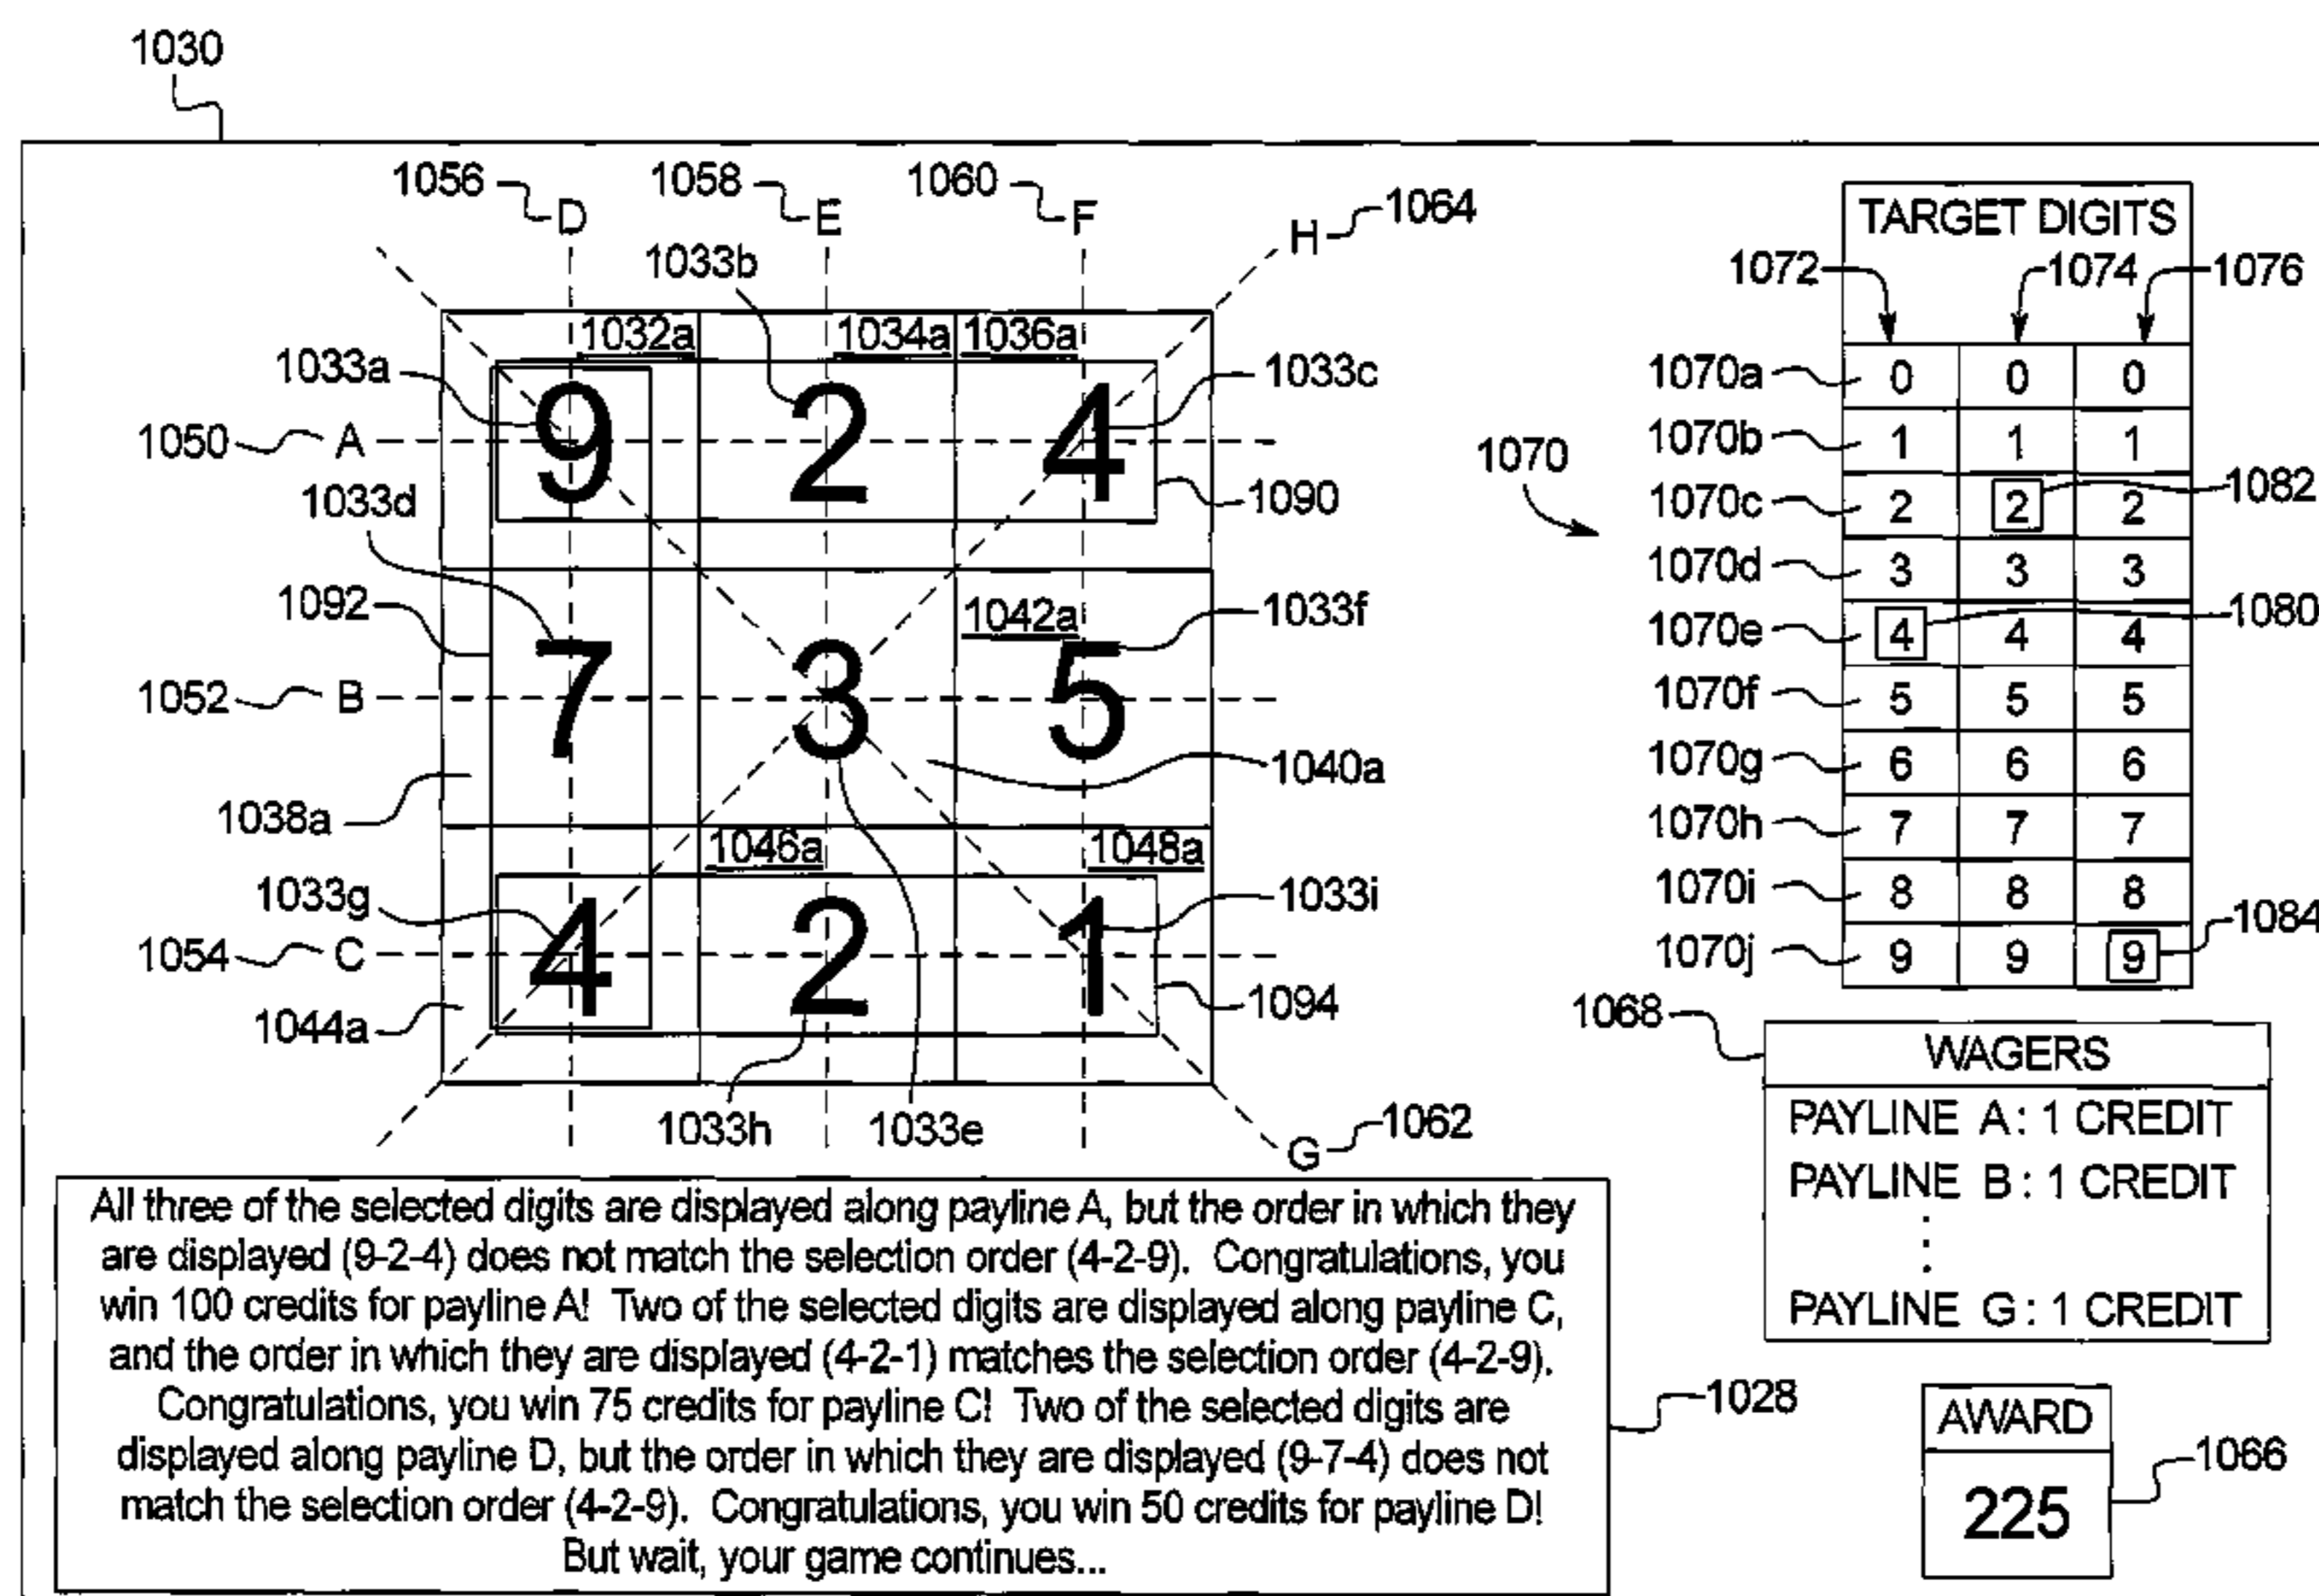 1030
1056 D 1058 E 1060 F
H 1064
1033b
TARGET DIGITS
1072 1074 1076
1032a 1034a 1036a
1033a 9 2 4 1033c
1050 A
1090
1033d
1092
1042a 1033f
7 3 5
1052 B
1040a
1038a
1046a 1048a
1033g 4 2 1 1033i
1054 C
1094
1044a
1033h 1033e
G 1062
1070
1070a 0 0 0
1070b 1 1 1
1070c 2 2 2 1082
1070d 3 3 3
1070e 4 4 4 1080
1070f 5 5 5
1070g 6 6 6
1070h 7 7 7
1070i 8 8 8
1070j 9 9 9 1084
1068
WAGERS
PAYLINE A : 1 CREDIT
PAYLINE B : 1 CREDIT
⋮
PAYLINE G : 1 CREDIT
All three of the selected digits are displayed along payline A, but the order in which they
are displayed (9-2-4) does not match the selection order (4-2-9). Congratulations, you
win 100 credits for payline A! Two of the selected digits are displayed along payline C,
and the order in which they are displayed (4-2-1) matches the selection order (4-2-9).
Congratulations, you win 75 credits for payline C! Two of the selected digits are
displayed along payline D, but the order in which they are displayed (9-7-4) does not
match the selection order (4-2-9). Congratulations, you win 50 credits for payline D!
But wait, your game continues...
1028
AWARD
225
1066